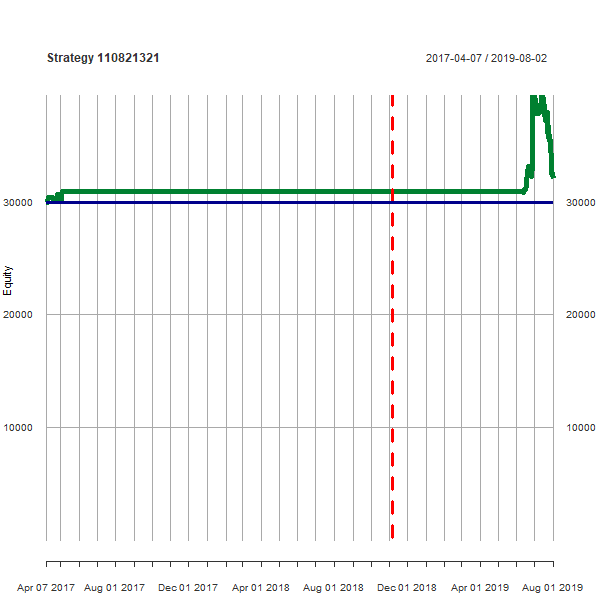 Strategy 110821321
2017-04-07 / 2019-08-02
30000 30000
20000 20000
10000 10000
Equity
Apr 07 2017 Aug 01 2017 Dec 01 2017 Apr 01 2018 Aug 01 2018 Dec 01 2018 Apr 01 2019 Aug 01 2019